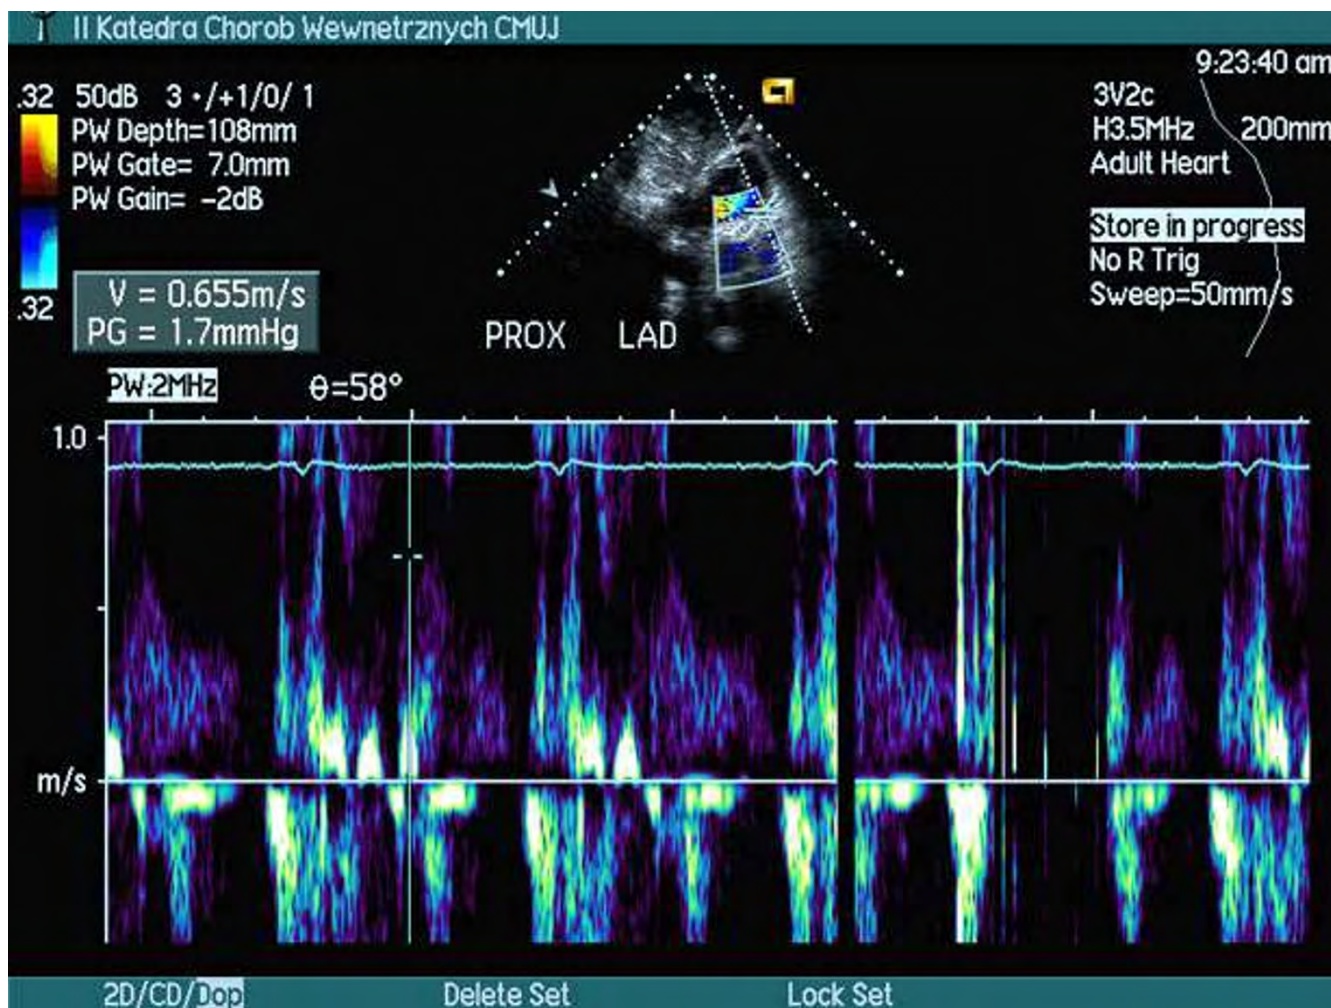 II Katedra Chorob Wewnetrznych CMUJ
9:23:40 am
.32 50dB 3 •/+1/0/ 1
PW Depth=108mm
PW Gate= 7.0mm
PW Gain= -2dB
.32
V = 0.655m/s
PG = 1.7mmHg
3V2c
H3.5MHz 200mm
Adult Heart
Store in progress
No R Trig
Sweep=50mm/s
PROX LAD
PW:2MHz θ=58°
1.0
m/s
2D/CD/Dop Delete Set Lock Set